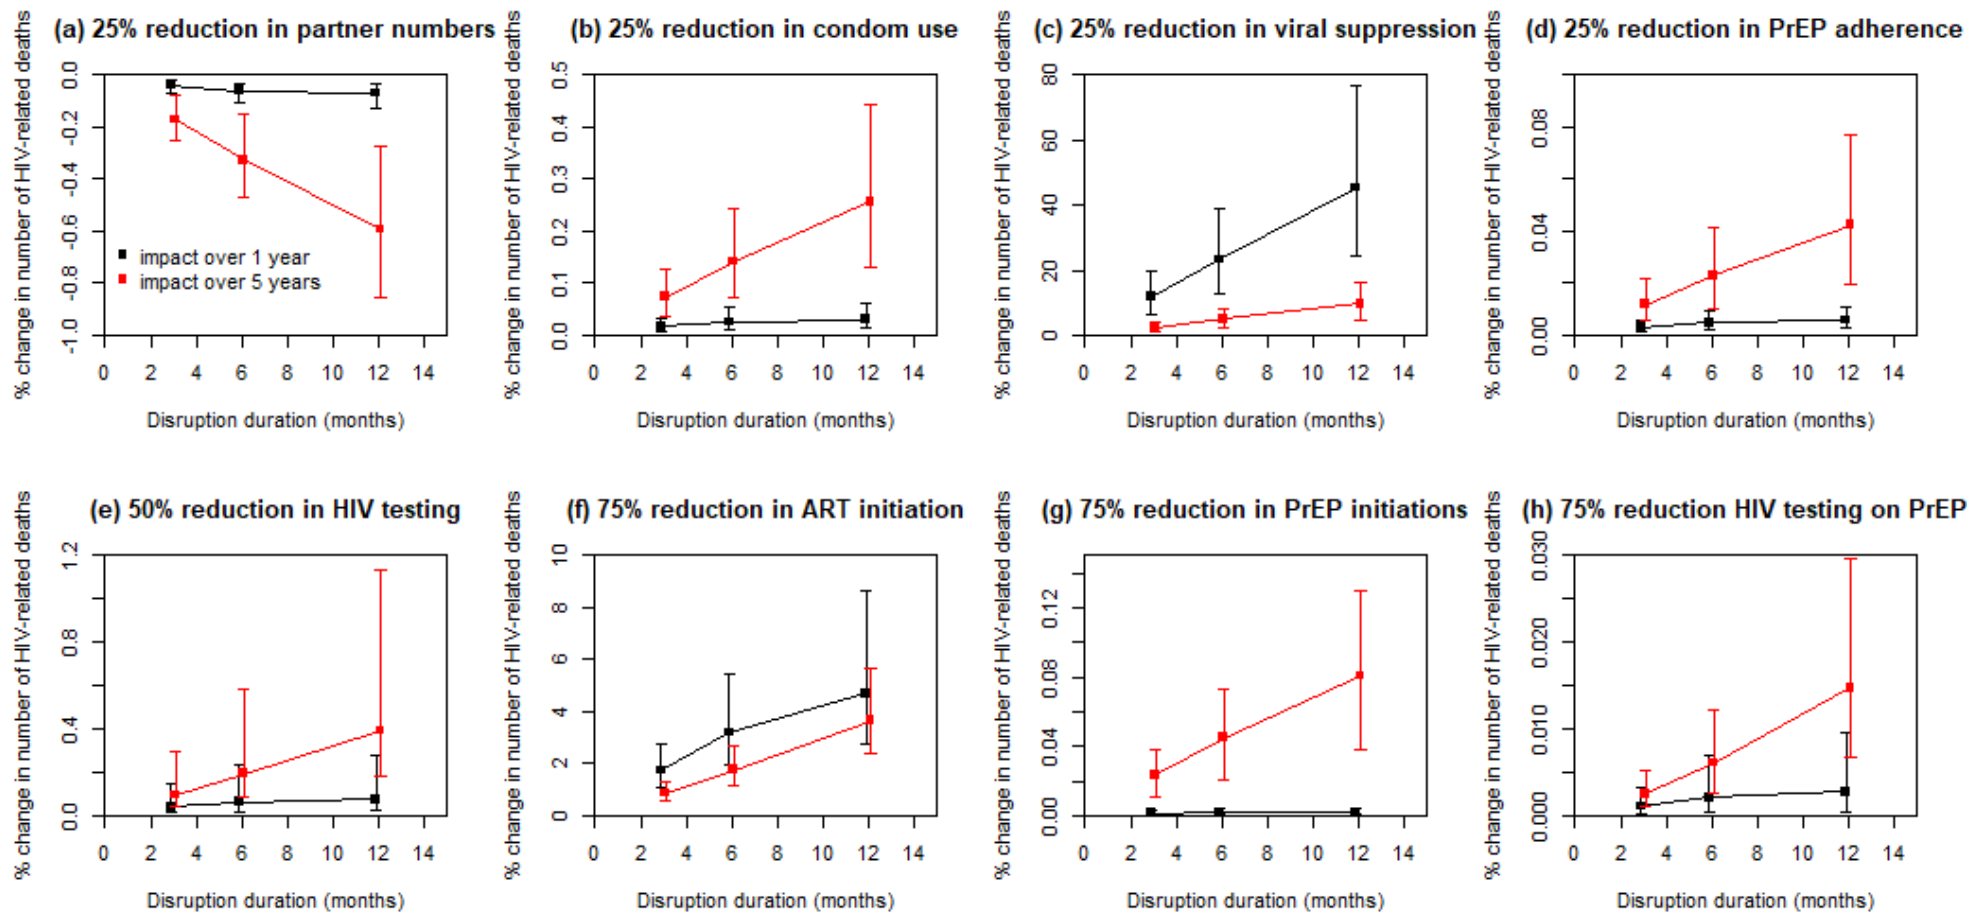 (a) 25% reduction in partner numbers
% change in number of HIV-related deaths
0.0
-0.2
-0.4
-0.6
-0.8
-1.0
impact over 1 year
impact over 5 years
0 2 4 6 8 10 12 14
Disruption duration (months)
(b) 25% reduction in condom use
% change in number of HIV-related deaths
0.5
0.4
0.3
0.2
0.1
0.0
0 2 4 6 8 10 12 14
Disruption duration (months)
(c) 25% reduction in viral suppression
% change in number of HIV-related deaths
80
60
40
20
0
0 2 4 6 8 10 12 14
Disruption duration (months)
(d) 25% reduction in PrEP adherence
% change in number of HIV-related deaths
0.08
0.04
0.00
0 2 4 6 8 10 12 14
Disruption duration (months)
(e) 50% reduction in HIV testing
% change in number of HIV-related deaths
1.2
0.8
0.4
0.0
0 2 4 6 8 10 12 14
Disruption duration (months)
(f) 75% reduction in ART initiation
% change in number of HIV-related deaths
10
8
6
4
2
0
0 2 4 6 8 10 12 14
Disruption duration (months)
(g) 75% reduction in PrEP initiations
% change in number of HIV-related deaths
0.12
0.08
0.04
0.00
0 2 4 6 8 10 12 14
Disruption duration (months)
(h) 75% reduction HIV testing on PrEP
% change in number of HIV-related deaths
0.030
0.020
0.010
0.000
0 2 4 6 8 10 12 14
Disruption duration (months)